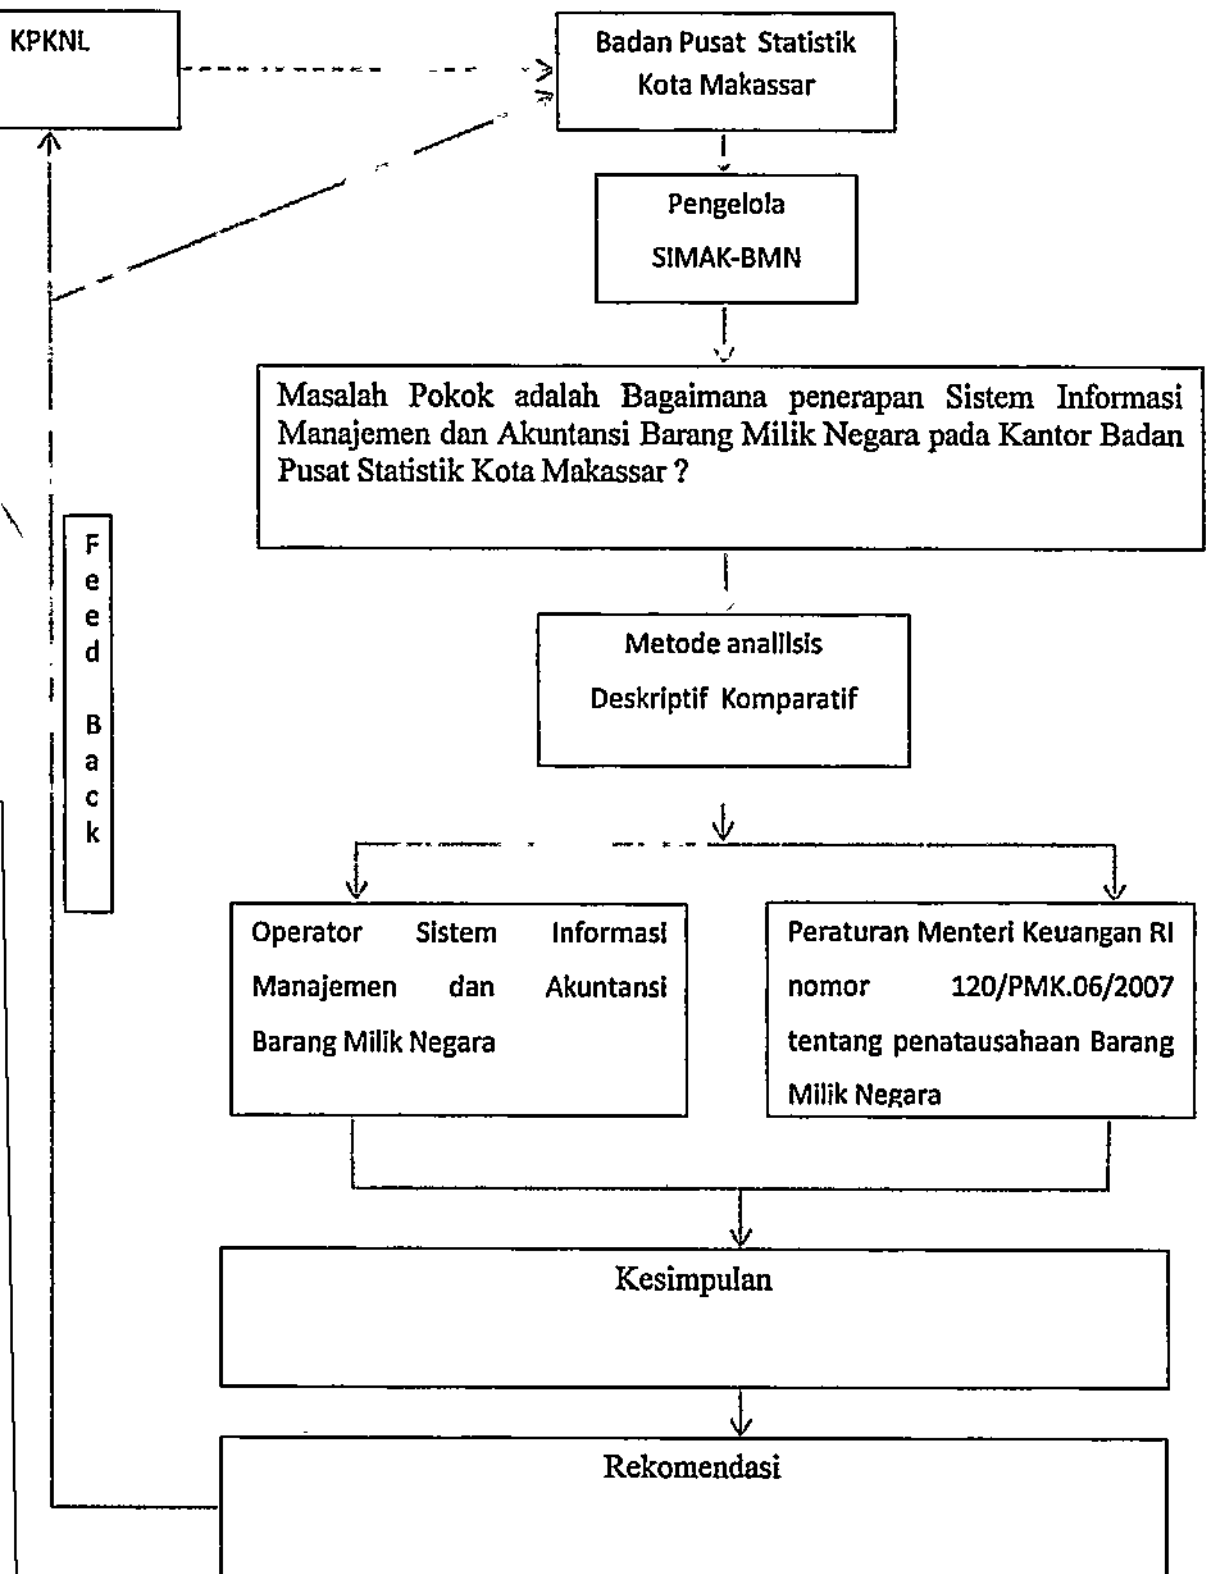 KPKNL
Badan Pusat Statistik
Kota Makassar
Pengelola
SIMAK-BMN
Masalah Pokok adalah Bagaimana penerapan Sistem Informasi
Manajemen dan Akuntansi Barang Milik Negara pada Kantor Badan
Pusat Statistik Kota Makassar ?
Feed Back
Metode analilsis
Deskriptif Komparatif
Operator Sistem Informasi
Manajemen dan Akuntansi
Barang Milik Negara
Peraturan Menteri Keuangan RI
nomor 120/PMK.06/2007
tentang penatausahaan Barang
Milik Negara
Kesimpulan
Rekomendasi